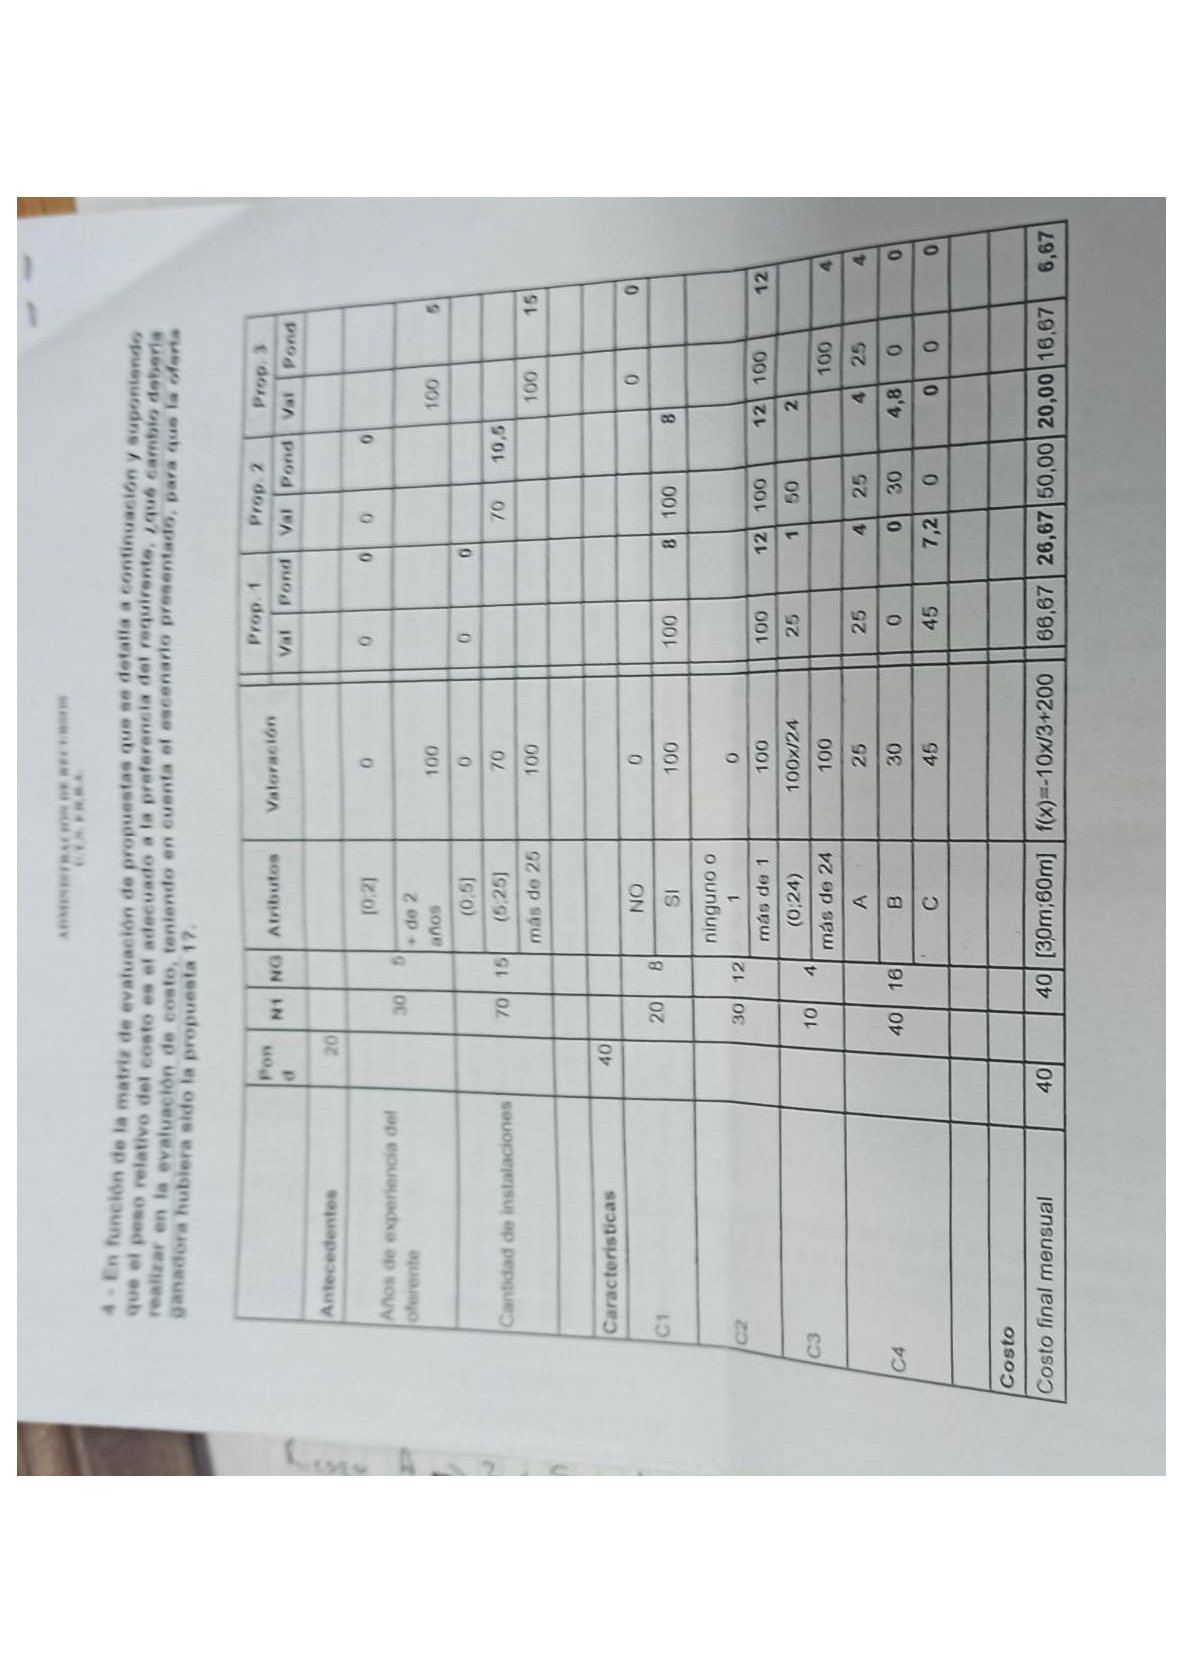 ADMINISTRACIÓN DE RECURSOS
U.T.N. F.R.B.A.
4 - En función de la matriz de evaluación de propuestas que se detalla a continuación y suponiendo
que el peso relativo del costo es el adecuado a la preferencia del requirente, ¿qué cambio debería
realizar en la evaluación de costo, teniendo en cuenta el escenario presentado, para que la oferta
ganadora hubiera sido la propuesta 1?.
Prop. 1 Prop. 2 Prop. 3
Pon
d N1 NG Atributos Valoración Val Pond Val Pond Val Pond
Antecedentes 20
Años de experiencia del
oferente 30 5
[0;2] 0 0 0 0 0
+ de 2
años 100 100 5
Cantidad de instalaciones 70 15
(0;5] 0 0 0
(5;25] 70 70 10,5
más de 25 100 100 15
Características 40
C1 20 8
NO 0 0 0
SI 100 100 8 100 8
C2 30 12
ninguno o
1 0
más de 1 100 100 12 100 12 100 12
C3 10 4
(0;24) 100x/24 25 1 50 2
más de 24 100 100 4
C4 40 16
A 25 25 4 25 4 25 4
B 30 0 0 30 4,8 0 0
C 45 45 7,2 0 0 0 0
Costo
Costo final mensual 40 40 [30m;60m] f(x)=-10x/3+200 66,67 26,67 50,00 20,00 16,67 6,67